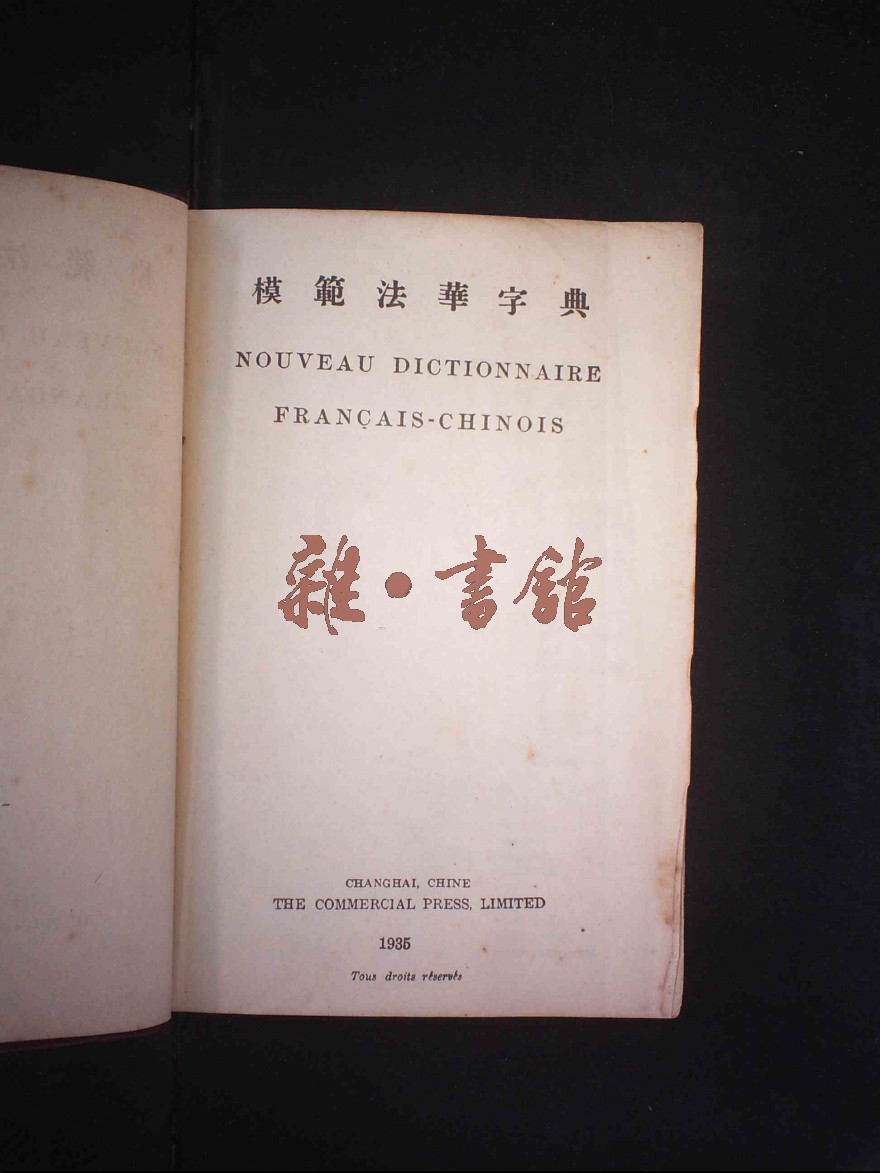 模範法華字典
NOUVEAU DICTIONNAIRE
FRANÇAIS-CHINOIS
雜·書館
CHANGHAI, CHINE
THE COMMERCIAL PRESS, LIMITED
1935
Tous droits réservés